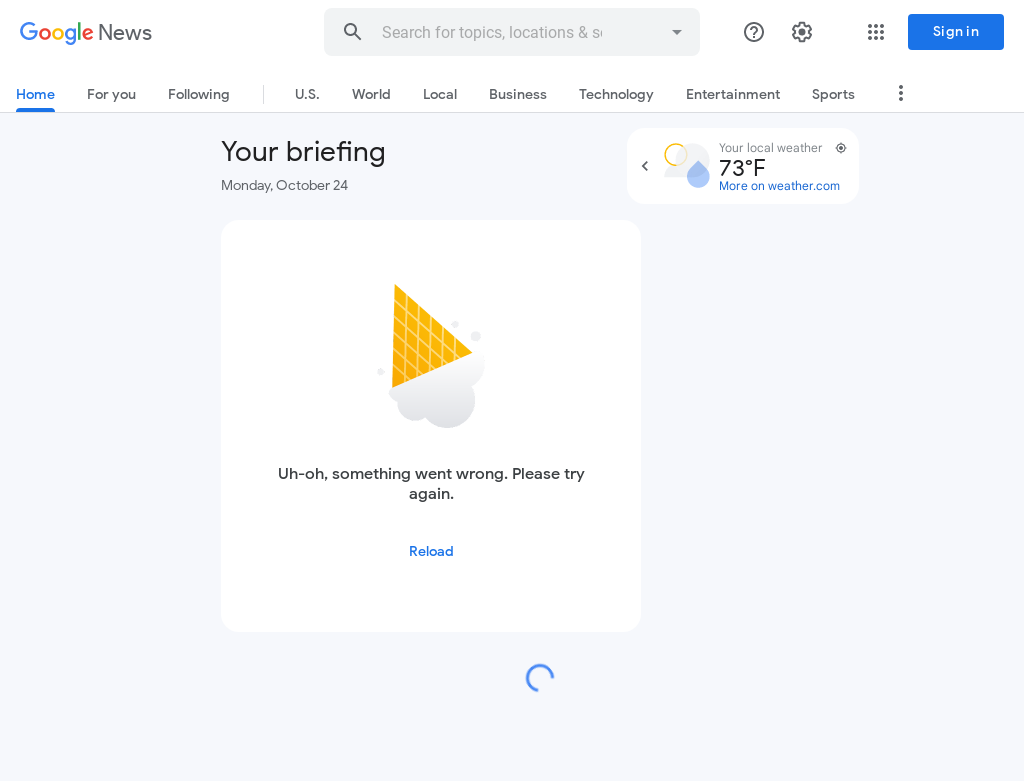 Google News
Search for topics, locations & so
Sign in
Home
For you
Following
U.S.
World
Local
Business
Technology
Entertainment
Sports
Your briefing
Monday, October 24
Your local weather
73°F
More on weather.com
Uh-oh, something went wrong. Please try
again.
Reload